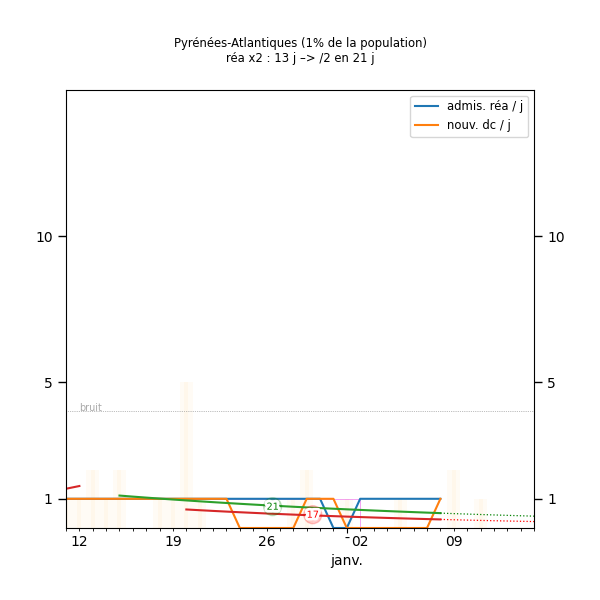 Pyrénées-Atlantiques (1% de la population)
réa x2 : 13 j –> /2 en 21 j
admis. réa / j
nouv. dc / j
10
10
5
5
bruit
21
17
1
1
12
19
26
02
09
janv.